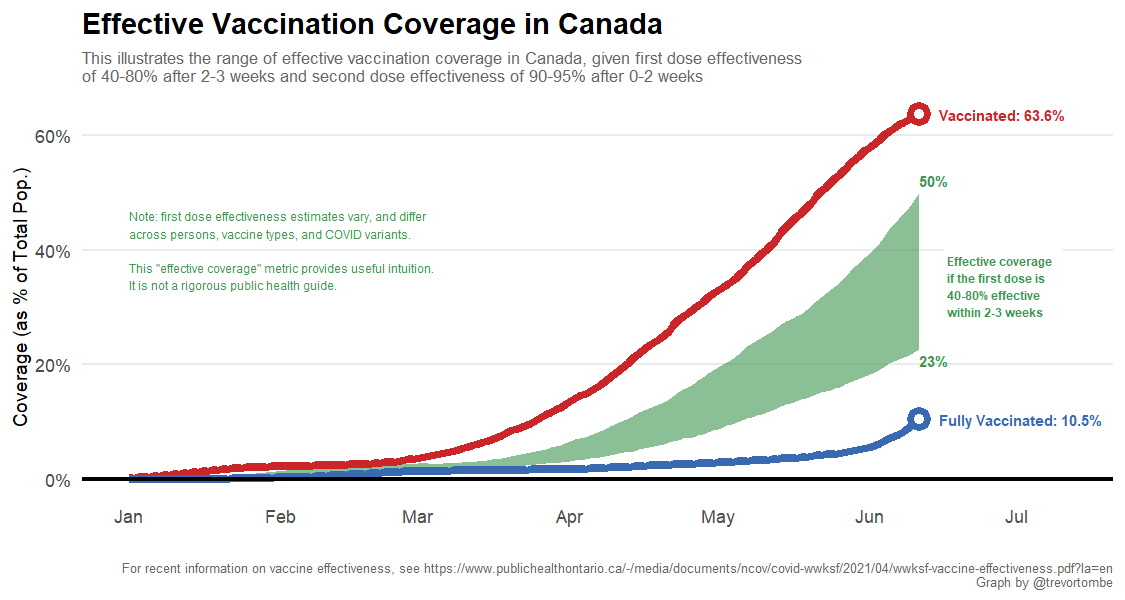 Effective Vaccination Coverage in Canada
This illustrates the range of effective vaccination coverage in Canada, given first dose effectiveness
of 40-80% after 2-3 weeks and second dose effectiveness of 90-95% after 0-2 weeks
Coverage (as % of Total Pop.)
60%
40%
20%
0%
Note: first dose effectiveness estimates vary, and differ
across persons, vaccine types, and COVID variants.
This "effective coverage" metric provides useful intuition.
It is not a rigorous public health guide.
Vaccinated: 63.6%
50%
Effective coverage
if the first dose is
40-80% effective
within 2-3 weeks
23%
Fully Vaccinated: 10.5%
Jan
Feb
Mar
Apr
May
Jun
Jul
For recent information on vaccine effectiveness, see https://www.publichealthontario.ca/-/media/documents/ncov/covid-wwksf/2021/04/wwksf-vaccine-effectiveness.pdf?la=en
Graph by @trevortombe